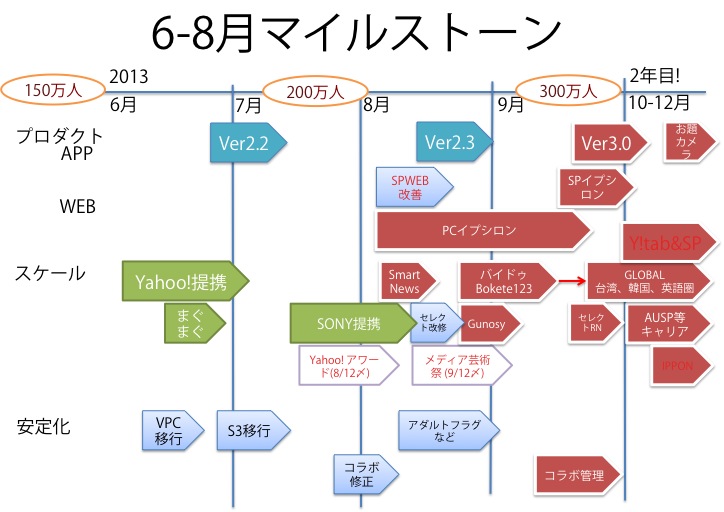 6-8月マイルストーン
2013
2年目!
150万人
200万人
300万人
6月
7月
8月
9月
10-12月
プロダクト
APP
Ver2.2
Ver2.3
Ver3.0
お題
カメ
ラ
SPWEB
改善
SPイプシ
ロン
WEB
PCイプシロン
Y!tab&SP
スケール
Yahoo!提携
Smart
News
バイドゥ
Bokete123
GLOBAL
台湾、韓国、英語圏
まぐ
まぐ
SONY提携
セレク
ト改修
Gunosy
セレク
トRN
AUSP等
キャリア
Yahoo! アワー
ド(8/12〆)
メディア芸術
祭 (9/12〆)
IPPON
安定化
VPC
移行
S3移行
アダルトフラグ
など
コラボ
修正
コラボ管理